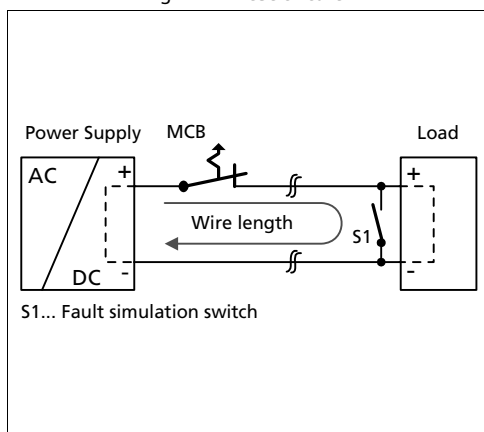 Power Supply MCB Load
AC + +
Wire length
S1
DC - -
S1... Fault simulation switch